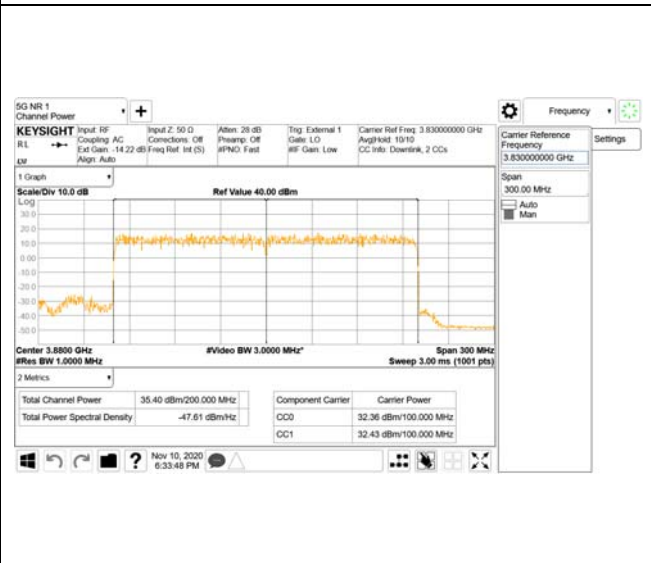 5G NR 1
Channel Power
Frequency
Settings
KEYSIGHT
RL
Input: RF
Coupling: AC
Ext Gain: -14.22 dB
Align: Auto
Input Z: 50 Ω
Corrections: Off
Freq Ref: Int (S)
Atten: 28 dB
Preamp: Off
#PNO: Fast
Trig: External 1
Gate: LO
#IF Gain: Low
Carrier Ref Freq: 3.830000000 GHz
Avg|Hold: 10/10
CC Info: Downlink, 2 CCs
Carrier Reference
Frequency
3.830000000 GHz
Span
300.00 MHz
Auto
Man
1 Graph
Scale/Div 10.0 dB
Ref Value 40.00 dBm
Log
30.0
20.0
10.0
0.00
-10.0
-20.0
-30.0
-40.0
-50.0
Center 3.8800 GHz
#Video BW 3.0000 MHz*
Span 300 MHz
#Res BW 1.0000 MHz
Sweep 3.00 ms (1001 pts)
2 Metrics
Total Channel Power 35.40 dBm/200.000 MHz
Total Power Spectral Density -47.61 dBm/Hz
Component Carrier Carrier Power
CC0 32.36 dBm/100.000 MHz
CC1 32.43 dBm/100.000 MHz
Nov 10, 2020
6:33:48 PM